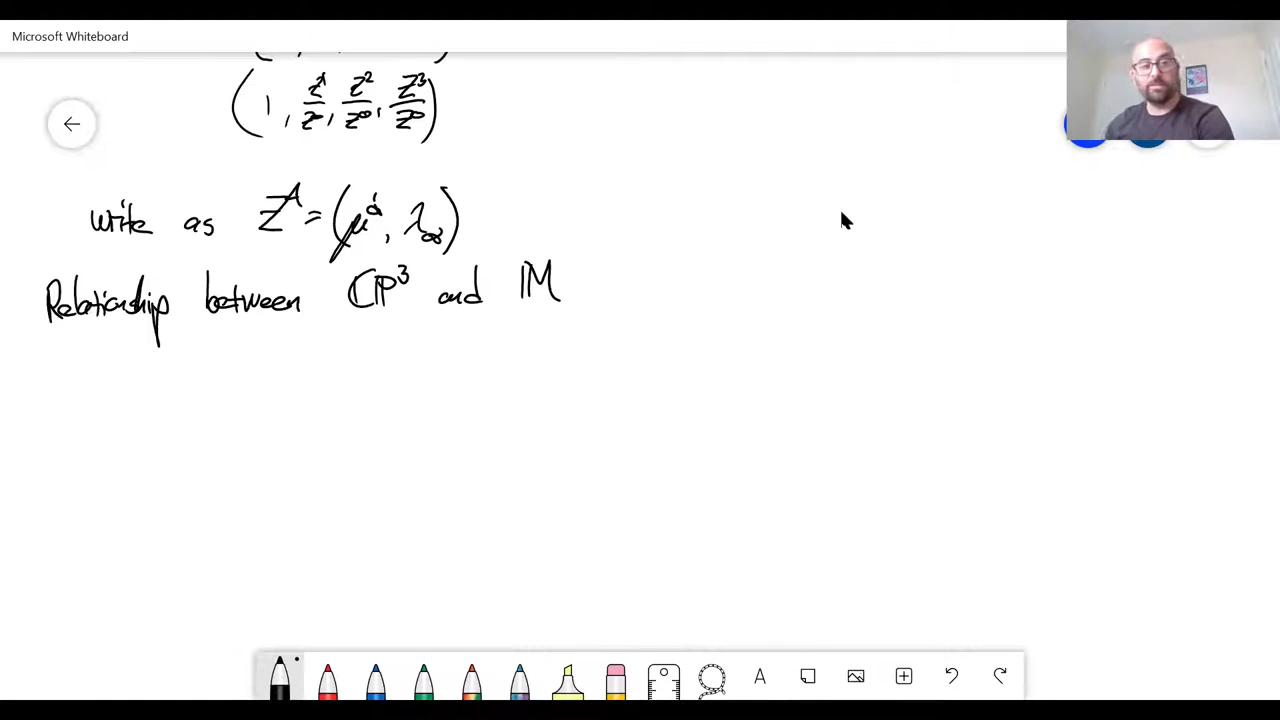 Microsoft Whiteboard
(1, Z¹/Z⁰, Z²/Z⁰, Z³/Z⁰)
write as Z^A = (μ^α̇, λ_α)
Relationship between ℂℙ³ and 𝕄
A